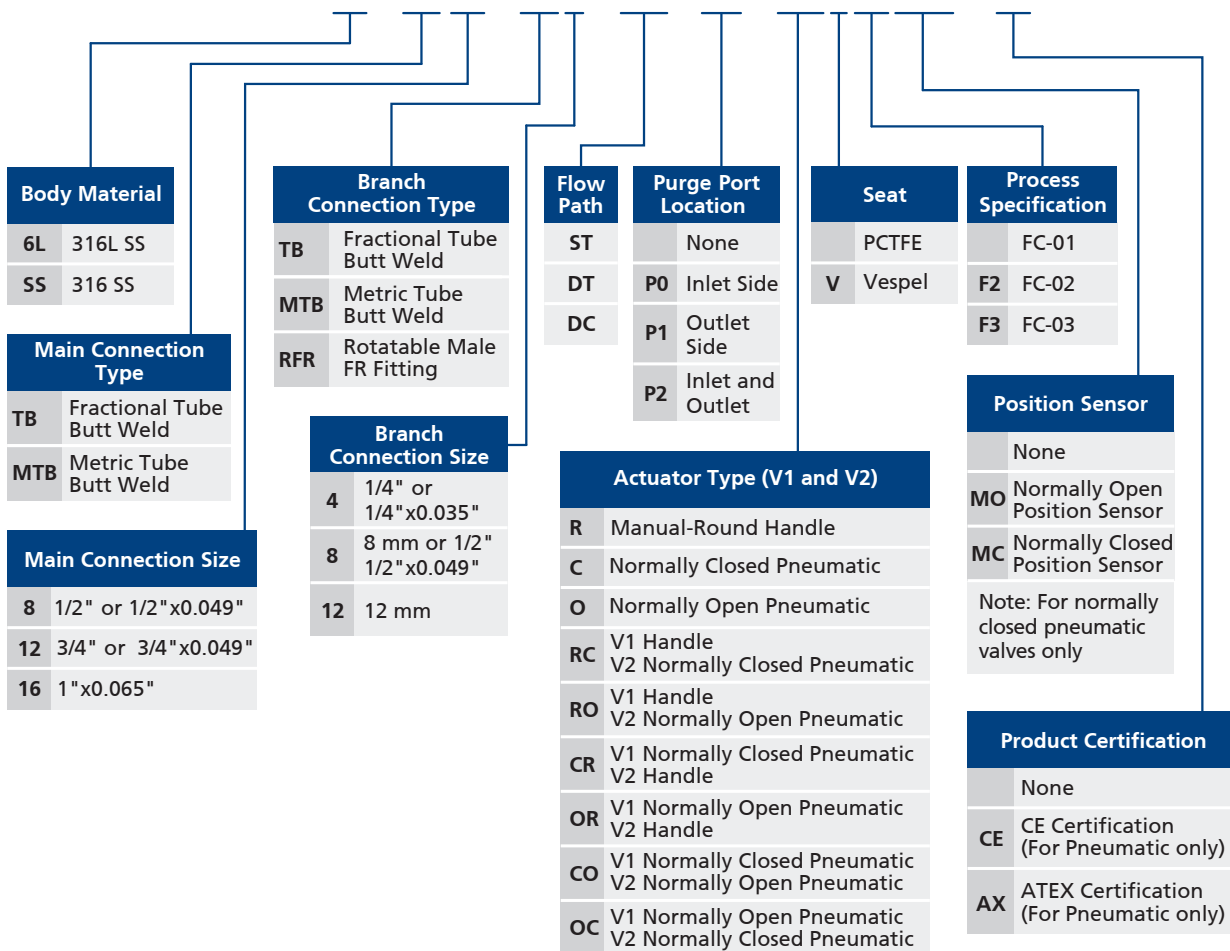 Body Material
6L 316L SS
SS 316 SS
Main Connection
Type
TB Fractional Tube
Butt Weld
MTB Metric Tube
Butt Weld
Main Connection Size
8 1/2" or 1/2"x0.049"
12 3/4" or 3/4"x0.049"
16 1"x0.065"
Branch
Connection Type
TB Fractional Tube
Butt Weld
MTB Metric Tube
Butt Weld
RFR Rotatable Male
FR Fitting
Branch
Connection Size
4 1/4" or
1/4"x0.035"
8 8 mm or 1/2"
1/2"x0.049"
12 12 mm
Flow
Path
ST
DT
DC
Purge Port
Location
None
P0 Inlet Side
P1 Outlet
Side
P2 Inlet and
Outlet
Actuator Type (V1 and V2)
R Manual-Round Handle
C Normally Closed Pneumatic
O Normally Open Pneumatic
RC V1 Handle
V2 Normally Closed Pneumatic
RO V1 Handle
V2 Normally Open Pneumatic
CR V1 Normally Closed Pneumatic
V2 Handle
OR V1 Normally Open Pneumatic
V2 Handle
CO V1 Normally Closed Pneumatic
V2 Normally Open Pneumatic
OC V1 Normally Open Pneumatic
V2 Normally Closed Pneumatic
Seat
PCTFE
V Vespel
Process
Specification
FC-01
F2 FC-02
F3 FC-03
Position Sensor
None
MO Normally Open
Position Sensor
MC Normally Closed
Position Sensor
Note: For normally
closed pneumatic
valves only
Product Certification
None
CE CE Certification
(For Pneumatic only)
AX ATEX Certification
(For Pneumatic only)